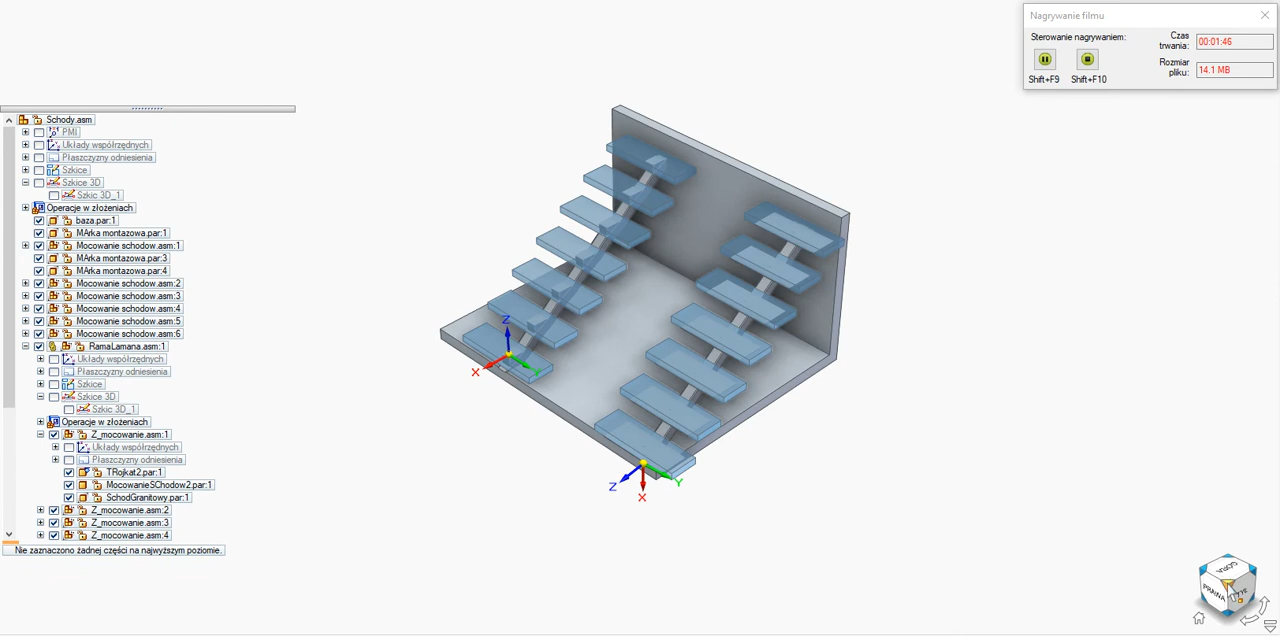 Nagrywanie filmu
Sterowanie nagrywaniem:
Czas trwania:
00:01:46
Rozmiar pliku:
14.1 MB
Shift+F9
Shift+F10
Schody.asm
PMI
Układy współrzędnych
Płaszczyzny odniesienia
Szkice
Szkice 3D
Szkic 3D_1
Operacje w złożeniach
baza.par:1
MArka montazowa.par:1
Mocowanie schodow.asm:1
MArka montazowa.par:3
MArka montazowa.par:4
Mocowanie schodow.asm:2
Mocowanie schodow.asm:3
Mocowanie schodow.asm:4
Mocowanie schodow.asm:5
Mocowanie schodow.asm:6
RamaLamana.asm:1
Układy współrzędnych
Płaszczyzny odniesienia
Szkice
Szkice 3D
Szkic 3D_1
Operacje w złożeniach
Z_mocowanie.asm:1
Układy współrzędnych
Płaszczyzny odniesienia
TRojkat2.par:1
MocowanieSChodow2.par:1
SchodGranitowy.par:1
Z_mocowanie.asm:2
Z_mocowanie.asm:3
Z_mocowanie.asm:4
Nie zaznaczono żadnej części na najwyższym poziomie.
Z
X
Y
Z
Y
X
GÓRA
PRAWA